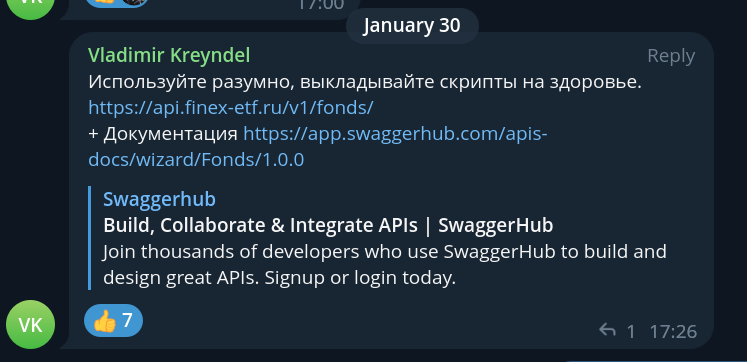 VK
17:00
January 30
Vladimir Kreyndel
Reply
Используйте разумно, выкладывайте скрипты на здоровье.
https://api.finex-etf.ru/v1/fonds/
+ Документация https://app.swaggerhub.com/apis-
docs/wizard/Fonds/1.0.0
Swaggerhub
Build, Collaborate & Integrate APIs | SwaggerHub
Join thousands of developers who use SwaggerHub to build and
design great APIs. Signup or login today.
VK
7
1 17:26